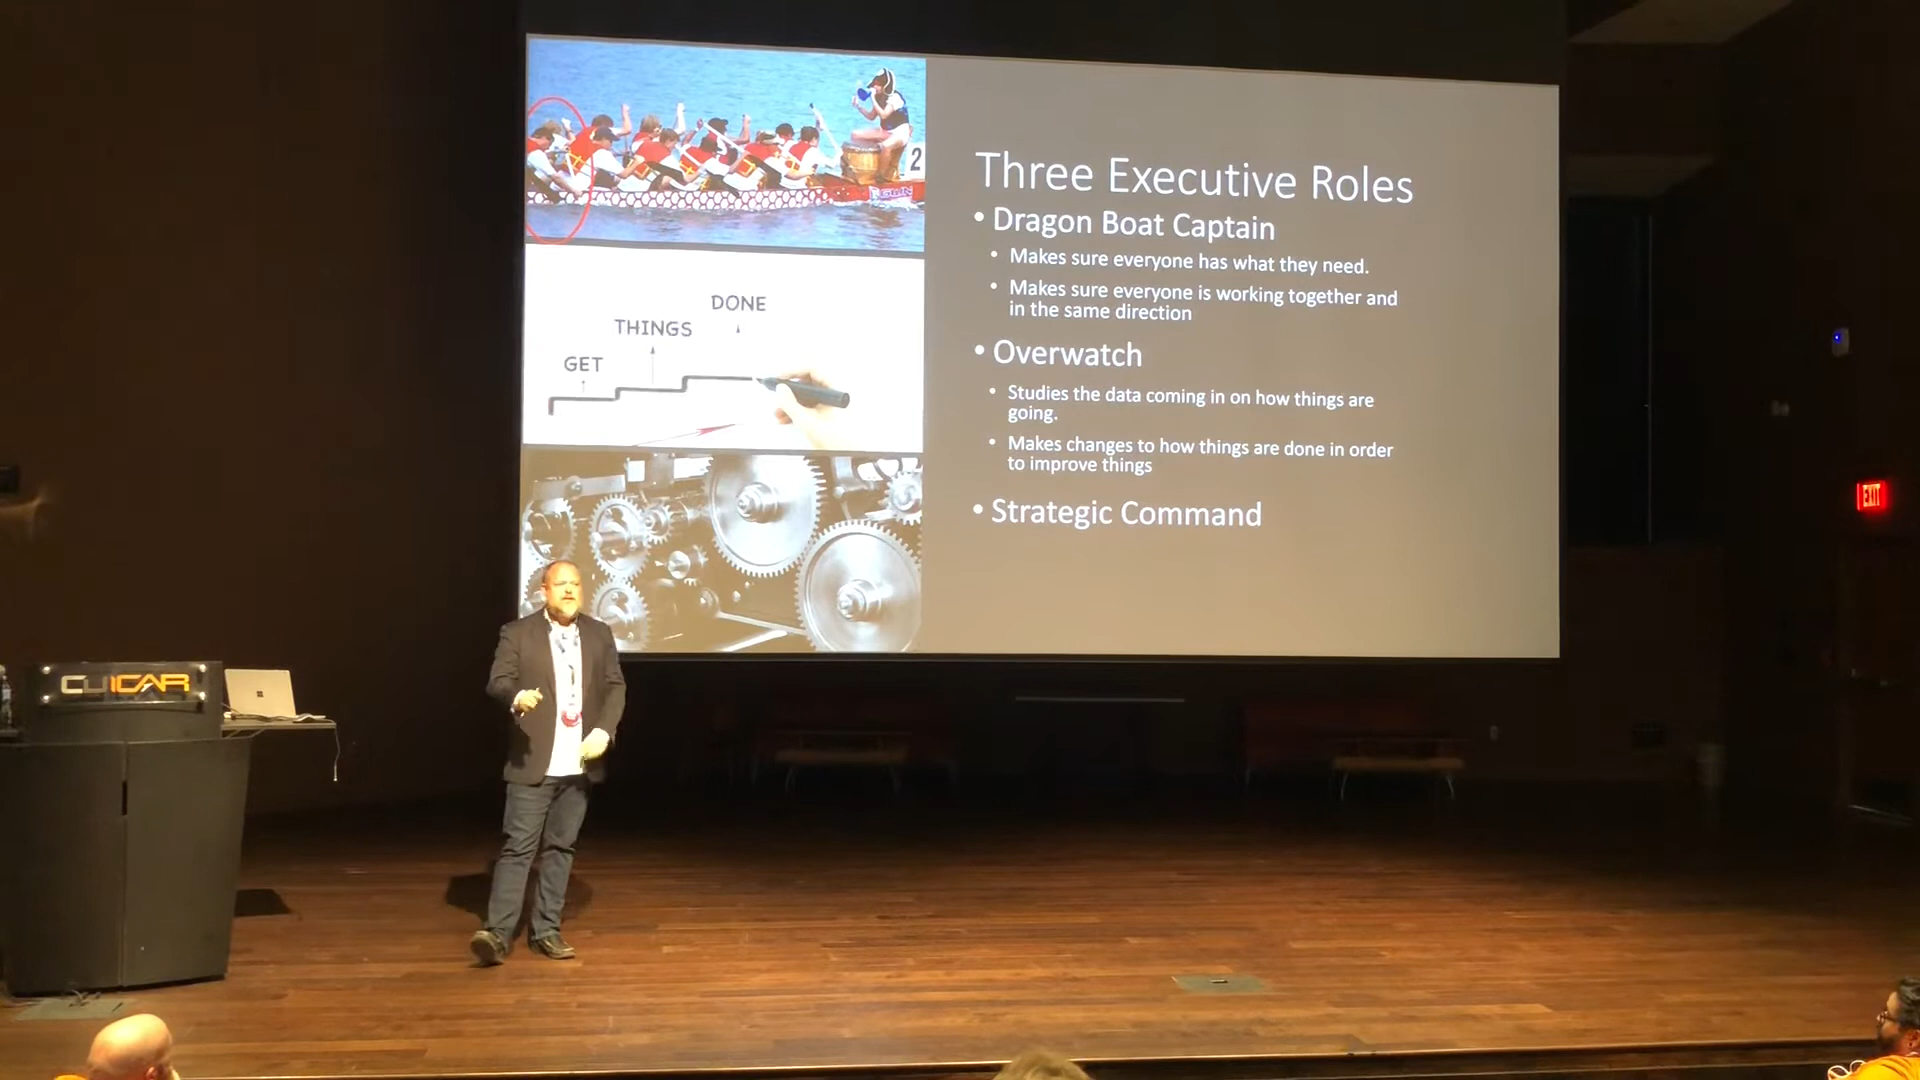 2
DONE
THINGS
GET
Three Executive Roles
• Dragon Boat Captain
• Makes sure everyone has what they need.
• Makes sure everyone is working together and
in the same direction
• Overwatch
• Studies the data coming in on how things are
going.
• Makes changes to how things are done in order
to improve things
• Strategic Command
EXIT
CUICAR